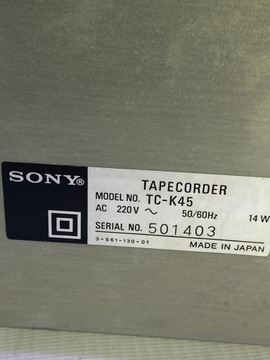 SONY®
TAPECORDER
MODEL NO. TC-K45
AC 220V ~ 50/60Hz 14W
SERIAL NO. 501403
3-561-130-01
MADE IN JAPAN